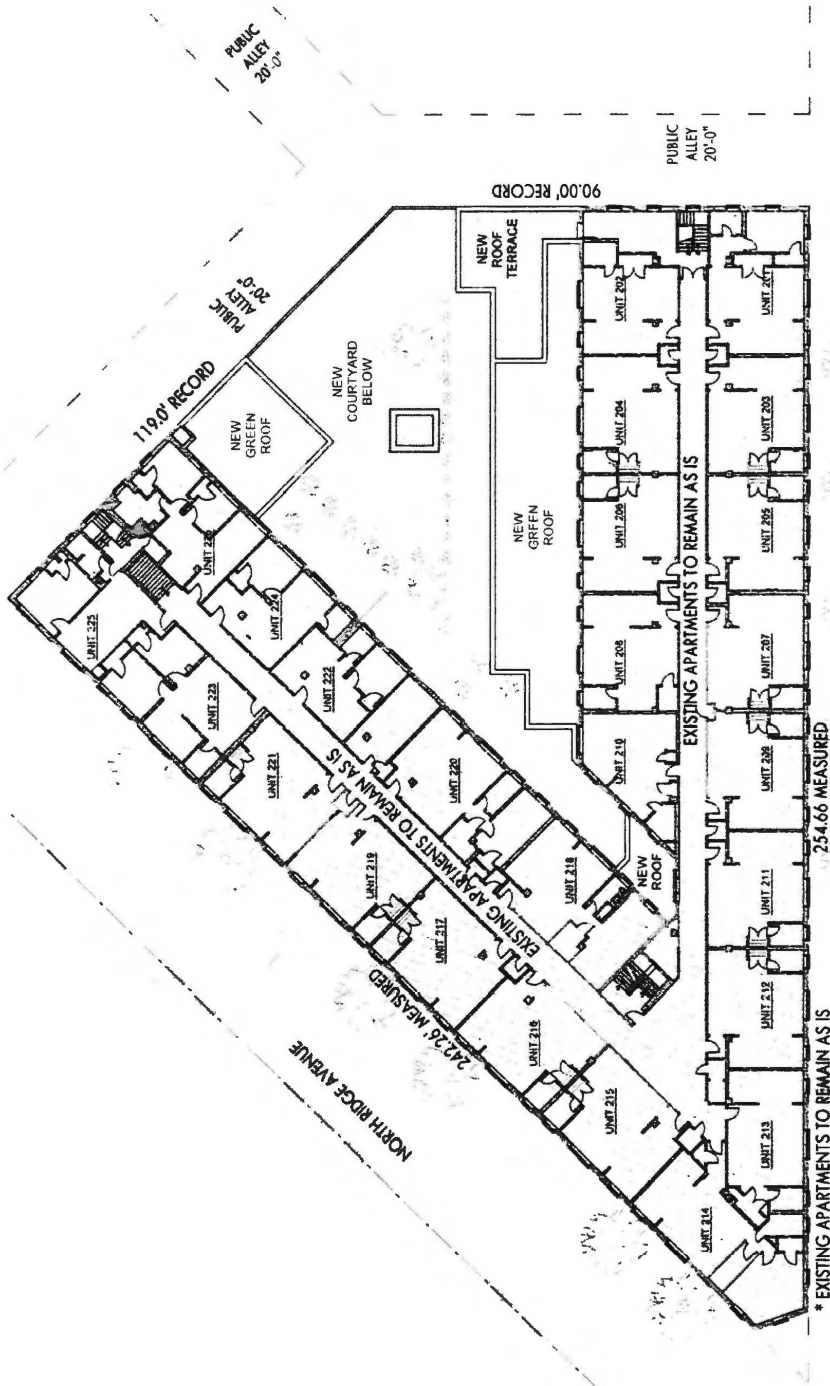 PUBLIC
ALLEY
20'-0"
PUBLIC
ALLEY
20'-0"
90.00' RECORD
NEW
ROOF
TERRACE
PUBLIC
ALLEY
20'-0"
119.0' RECORD
NEW
COURTYARD
BELOW
NEW
GREEN
ROOF
NEW
GREEN
ROOF
UNIT 202
UNIT 201
UNIT 204
UNIT 203
UNIT 206
UNIT 205
UNIT 208
UNIT 207
UNIT 210
UNIT 209
UNIT 211
UNIT 212
UNIT 213
EXISTING APARTMENTS TO REMAIN AS IS
UNIT 225
UNIT 224
UNIT 223
UNIT 222
UNIT 221
UNIT 220
UNIT 219
UNIT 218
UNIT 217
UNIT 216
UNIT 215
UNIT 214
EXISTING APARTMENTS TO REMAIN AS IS
NEW
ROOF
242.26' MEASURED
NORTH RIDGE AVENUE
254.66 MEASURED
* EXISTING APARTMENTS TO REMAIN AS IS